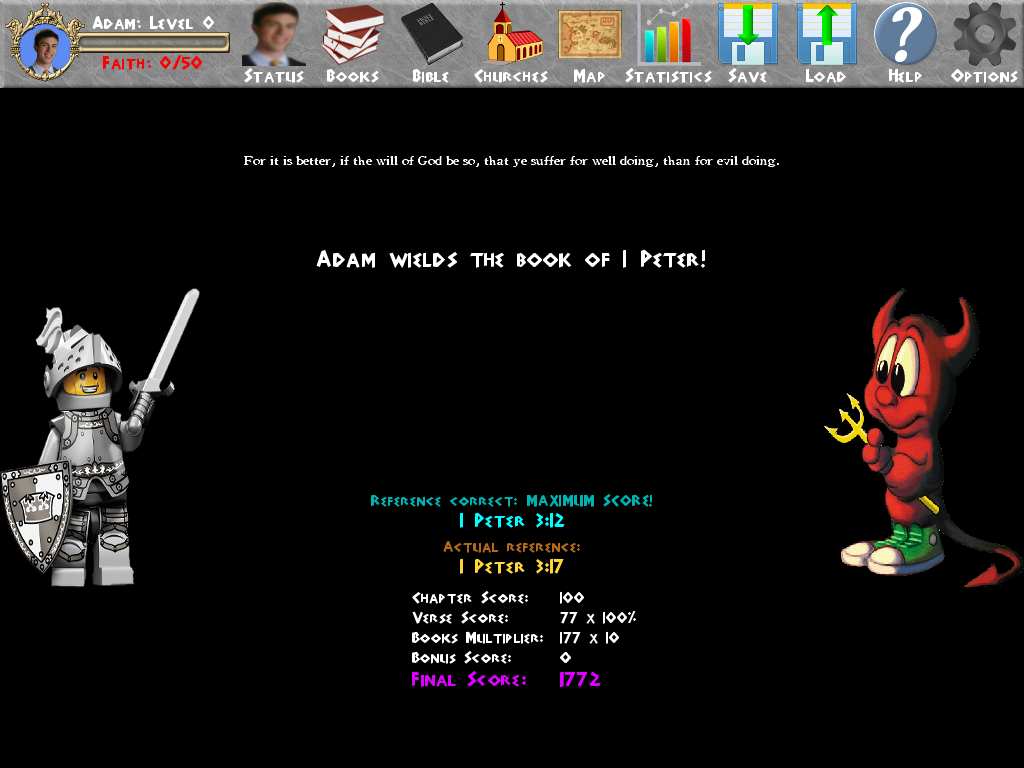 Adam: Level 0
Faith: 0/50
Status
Books
Bible
Churches
Map
Statistics
Save
Load
Help
Options
HOLY
BIBLE
MAP
For it is better, if the will of God be so, that ye suffer for well doing, than for evil doing.
Adam wields the book of 1 Peter!
Reference correct: MAXIMUM SCORE!
1 Peter 3:12
Actual reference:
1 Peter 3:17
Chapter Score: 100
Verse Score: 77 x 100%
Books Multiplier: 177 x 10
Bonus Score: 0
Final Score: 1772